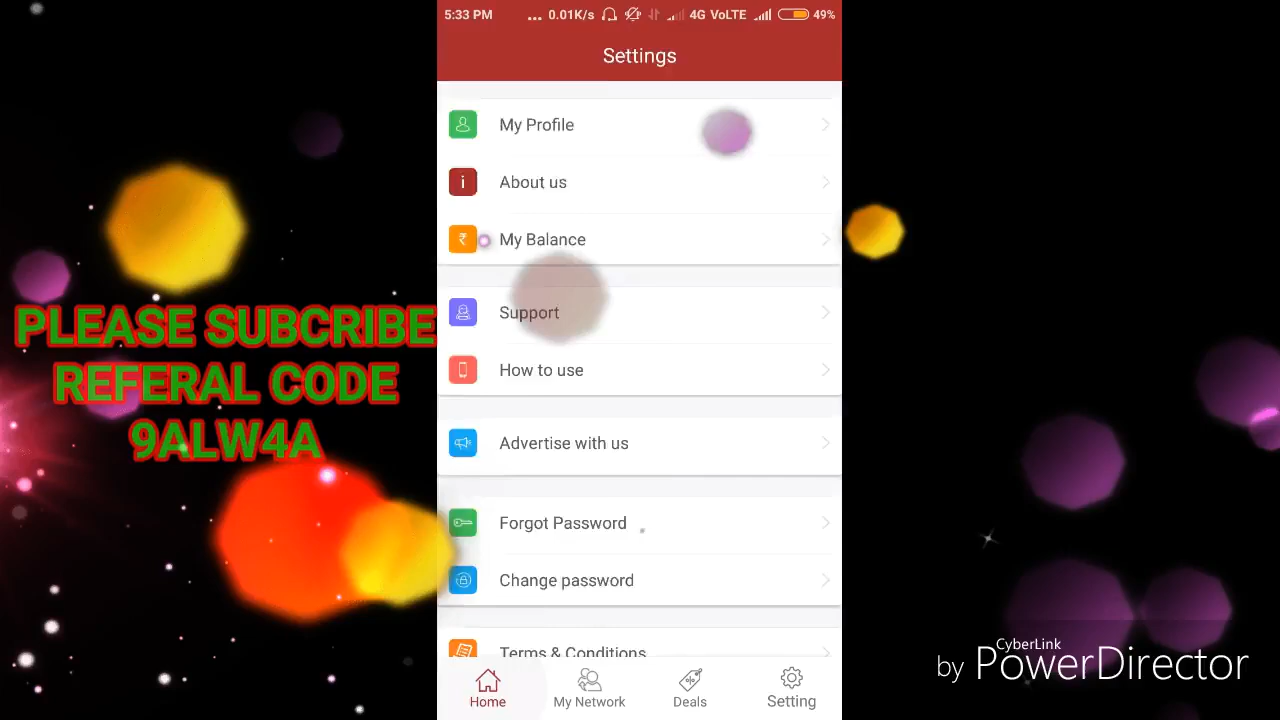 5:33 PM ... 0.01K/s 4G VoLTE 49%
Settings
My Profile
i About us
₹ My Balance
Support
How to use
Advertise with us
Forgot Password
Change password
Terms & Conditions
Home My Network Deals Setting
PLEASE SUBCRIBE
REFERAL CODE
9ALW4A
CyberLink
by PowerDirector